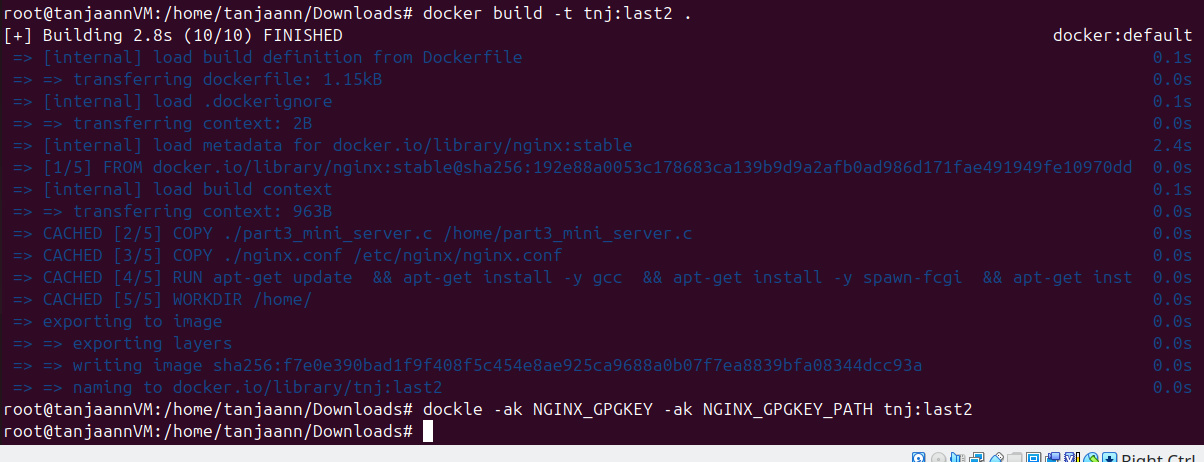 root@tanjaannVM:/home/tanjaann/Downloads# docker build -t tnj:last2 .
[+] Building 2.8s (10/10) FINISHED docker:default
=> [internal] load build definition from Dockerfile 0.1s
=> => transferring dockerfile: 1.15kB 0.0s
=> [internal] load .dockerignore 0.1s
=> => transferring context: 2B 0.0s
=> [internal] load metadata for docker.io/library/nginx:stable 2.4s
=> [1/5] FROM docker.io/library/nginx:stable@sha256:192e88a0053c178683ca139b9d9a2afb0ad986d171fae491949fe10970dd 0.0s
=> [internal] load build context 0.1s
=> => transferring context: 963B 0.0s
=> CACHED [2/5] COPY ./part3_mini_server.c /home/part3_mini_server.c 0.0s
=> CACHED [3/5] COPY ./nginx.conf /etc/nginx/nginx.conf 0.0s
=> CACHED [4/5] RUN apt-get update && apt-get install -y gcc && apt-get install -y spawn-fcgi && apt-get inst 0.0s
=> CACHED [5/5] WORKDIR /home/ 0.0s
=> exporting to image 0.0s
=> => exporting layers 0.0s
=> => writing image sha256:f7e0e390bad1f9f408f5c454e8ae925ca9688a0b07f7ea8839bfa08344dcc93a 0.0s
=> => naming to docker.io/library/tnj:last2 0.0s
root@tanjaannVM:/home/tanjaann/Downloads# dockle -ak NGINX_GPGKEY -ak NGINX_GPGKEY_PATH tnj:last2
root@tanjaannVM:/home/tanjaann/Downloads#
Right Ctrl